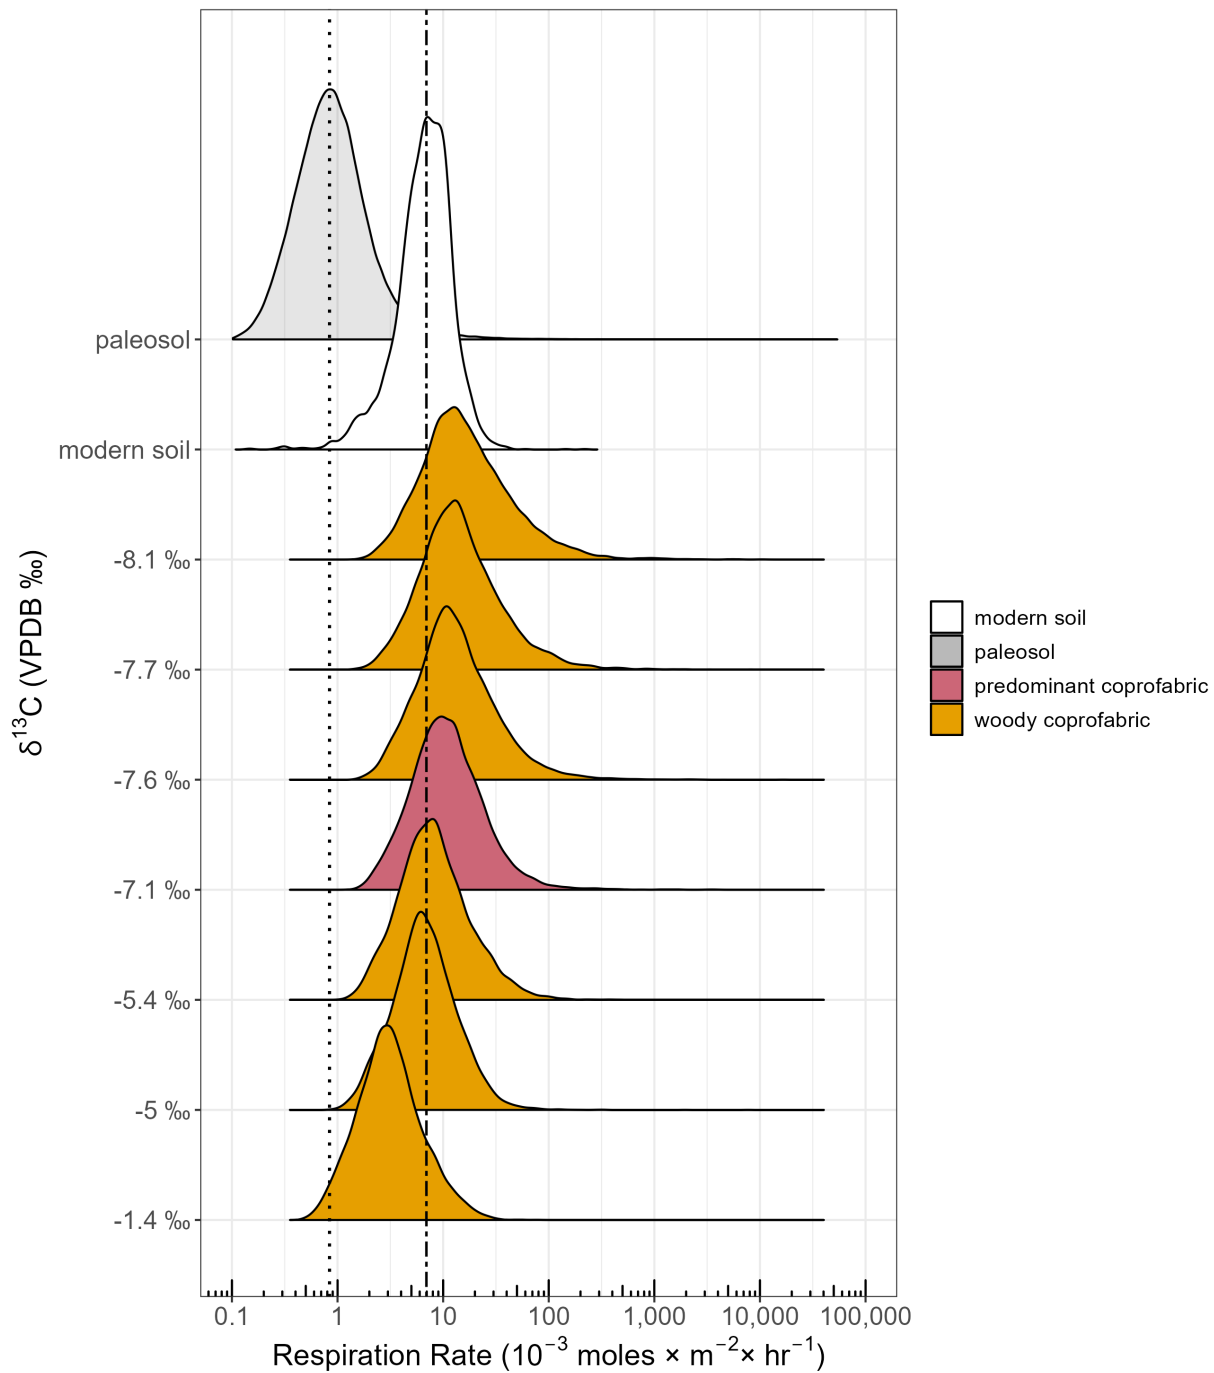 paleosol
modern soil
-8.1 ‰
-7.7 ‰
-7.6 ‰
-7.1 ‰
-5.4 ‰
-5 ‰
-1.4 ‰
δ¹³C (VPDB ‰)
0.1 1 10 100 1,000 10,000 100,000
Respiration Rate (10⁻³ moles × m⁻²× hr⁻¹)
modern soil
paleosol
predominant coprofabric
woody coprofabric